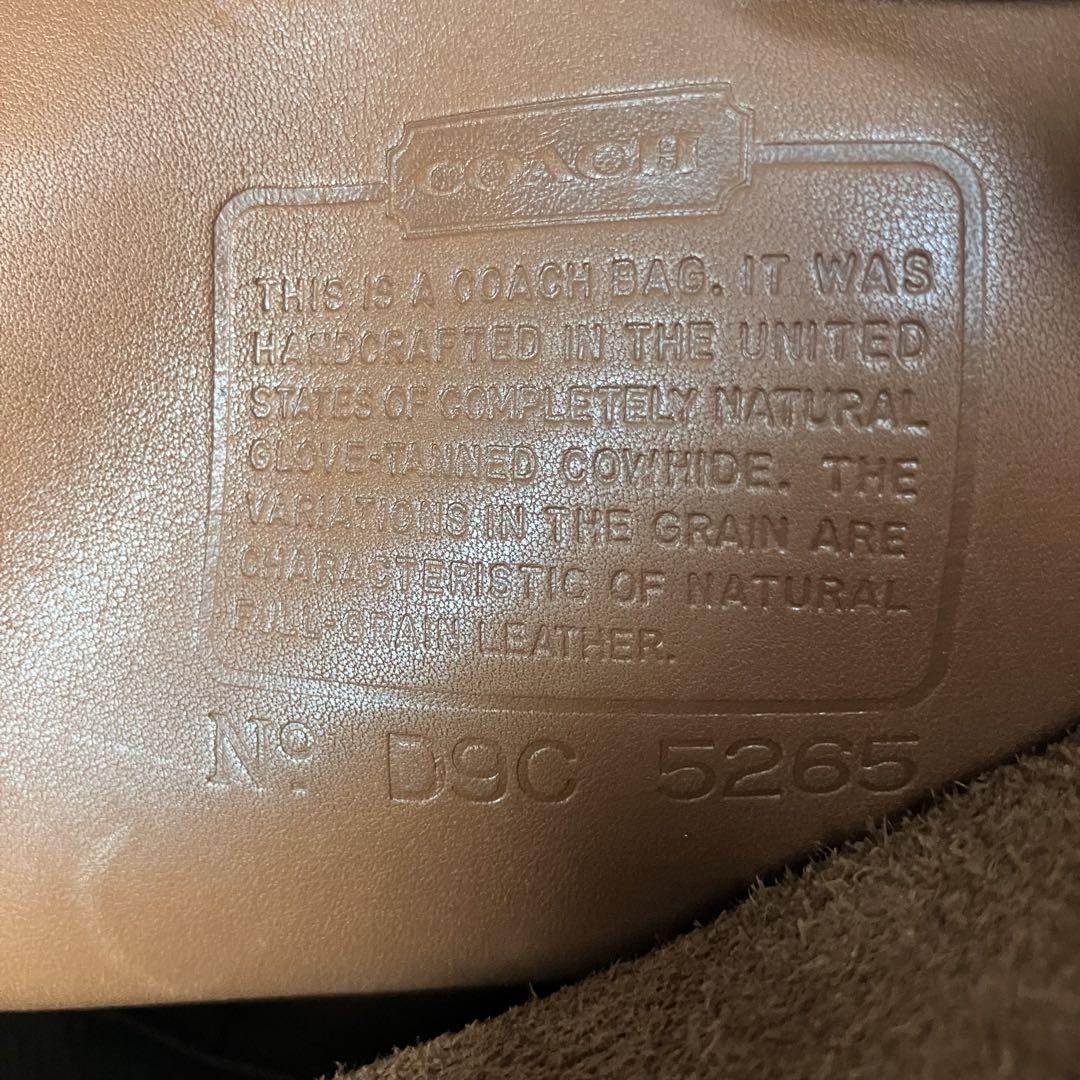 COACH
THIS IS A COACH BAG. IT WAS
HANDCRAFTED IN THE UNITED
STATES OF COMPLETELY NATURAL
GLOVE-TANNED COWHIDE. THE
VARIATIONS IN THE GRAIN ARE
CHARACTERISTIC OF NATURAL
FULL-GRAIN LEATHER.
No. D9C 5265